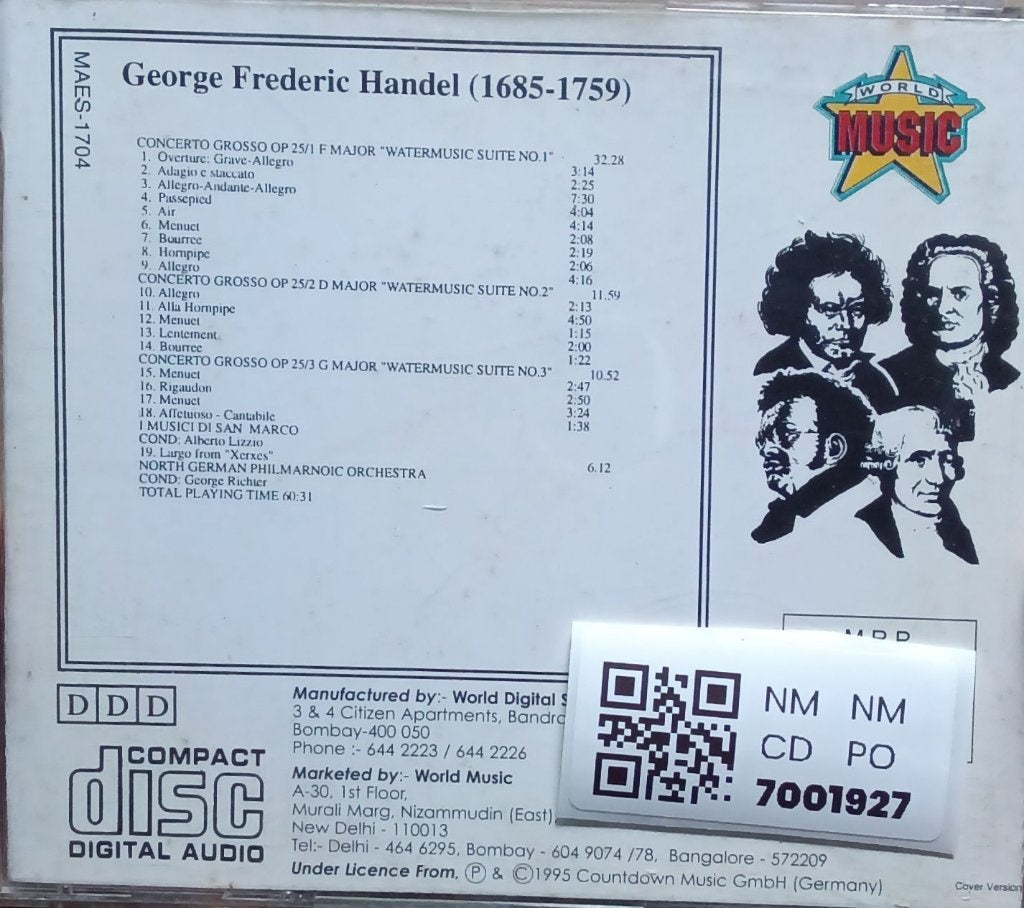 MAES-1704
George Frederic Handel (1685-1759)
WORLD
MUSIC
CONCERTO GROSSO OP 25/1 F MAJOR "WATERMUSIC SUITE NO.1" 32.28
1. Overture: Grave-Allegro 3:14
2. Adagio e staccato 2:25
3. Allegro-Andante-Allegro 7:30
4. Passepied 4:04
5. Air 4:14
6. Menuet 2:08
7. Bourree 2:19
8. Hornpipe 2:06
9. Allegro 4:16
CONCERTO GROSSO OP 25/2 D MAJOR "WATERMUSIC SUITE NO.2" 11.59
10. Allegro 2:13
11. Alla Hornpipe 4:50
12. Menuet 1:15
13. Lentement 2:00
14. Bourree 1:22
CONCERTO GROSSO OP 25/3 G MAJOR "WATERMUSIC SUITE NO.3" 10.52
15. Menuet 2:47
16. Rigaudon 2:50
17. Menuet 3:24
18. Affetuoso - Cantabile 1:38
I MUSICI DI SAN MARCO
COND: Alberto Lizzio
19. Largo from "Xerxes" 6.12
NORTH GERMAN PHILMARNOIC ORCHESTRA
COND: George Richter
TOTAL PLAYING TIME 60:31
DDD
COMPACT
disc
DIGITAL AUDIO
Manufactured by:- World Digital
3 & 4 Citizen Apartments,
Bombay-400 050
Phone :- 644 2223 / 644 2226
Marketed by:- World Music
A-30, 1st Floor,
Murali Marg, Nizammudin (East),
New Delhi - 110013
Tel:- Delhi - 464 6295, Bombay - 604 9074 /78, Bangalore - 572209
Under Licence From, Ⓟ & ©1995 Countdown Music GmbH (Germany)
NM NM
CD PO
7001927
Cover Version